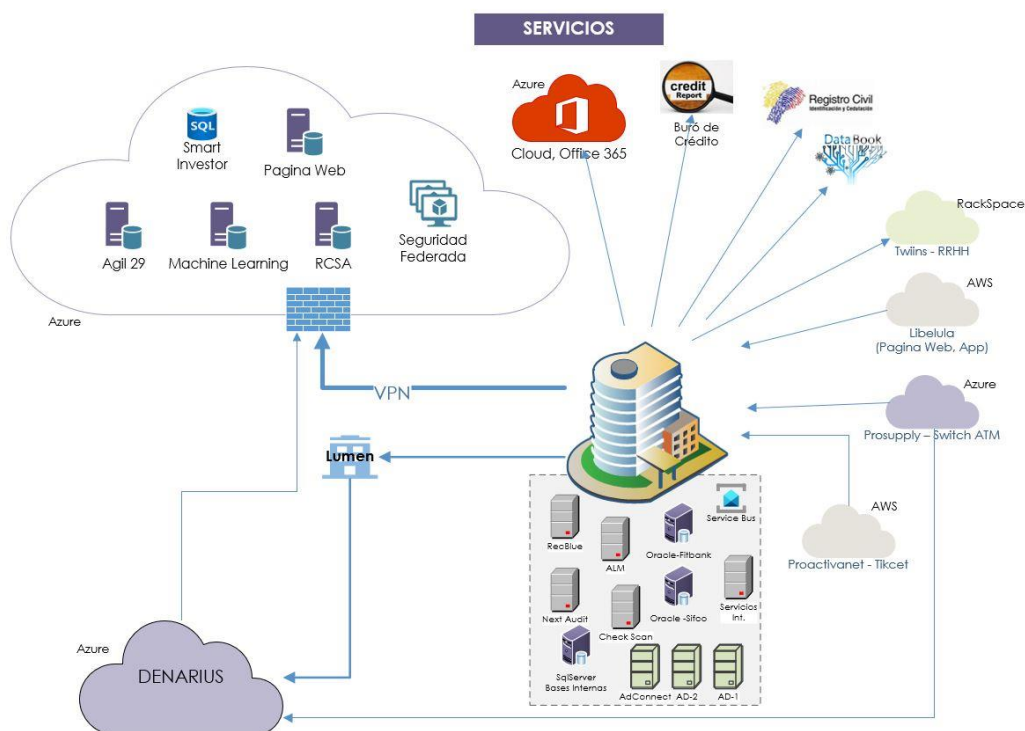 SERVICIOS
Azure
SQL
Smart
Investor
Pagina Web
Agil 29
Machine Learning
RCSA
Seguridad
Federada
Azure
Cloud, Office 365
credit
Report
Buró de
Crédito
Registro Civil
Identificación y Cedulación
Data Book
RackSpace
Twiins - RRHH
AWS
Libelula
(Pagina Web, App)
Azure
Prosupply – Switch ATM
AWS
Proactivanet - Tikcet
VPN
Lumen
Azure
DENARIUS
RecBlue
ALM
Oracle-Fitbank
Service Bus
Next Audit
Check Scan
Oracle -Sifco
Servicios
Int.
SqlServer
Bases Internas
AdConnect
AD-2
AD-1